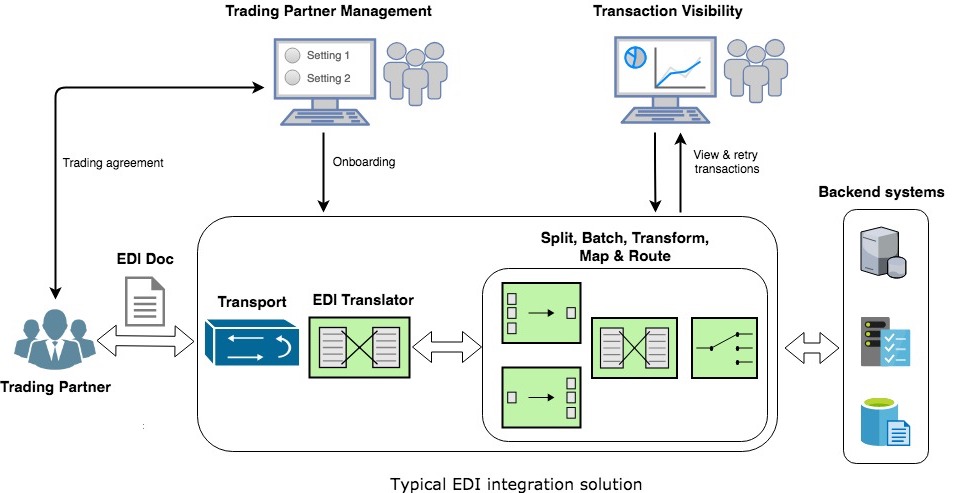 Trading Partner Management
Transaction Visibility
Setting 1
Setting 2
Trading agreement
Onboarding
View & retry
transactions
Backend systems
Split, Batch, Transform,
Map & Route
EDI Doc
Transport
EDI Translator
Trading Partner
:
Typical EDI integration solution